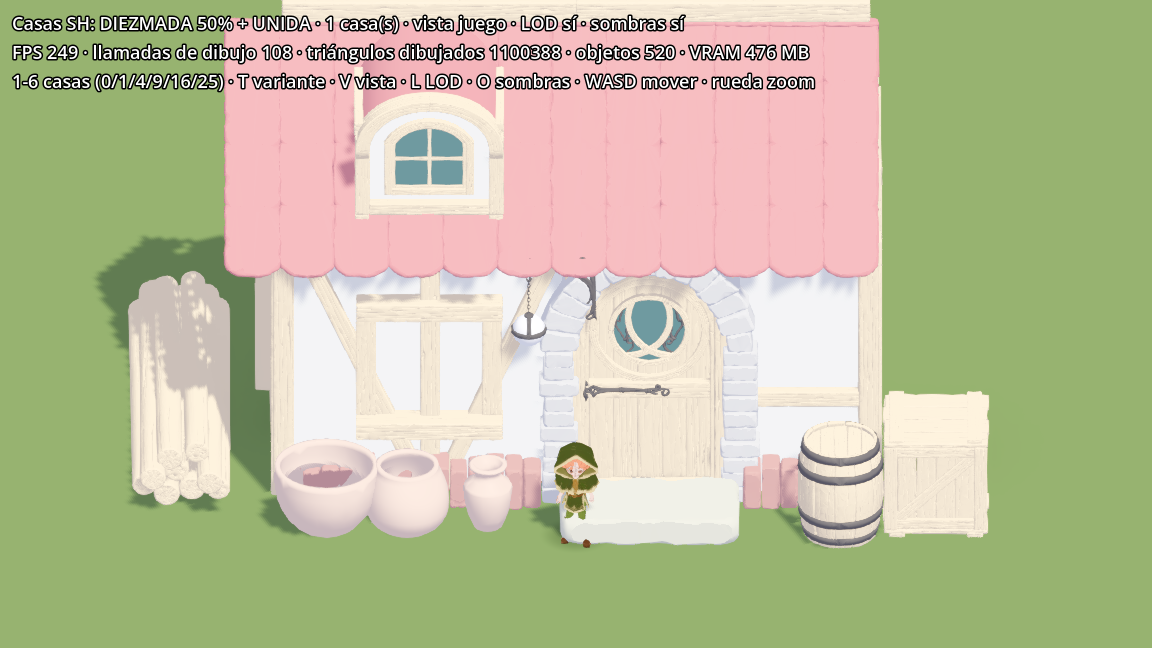 Casas SH: DIEZMADA 50% + UNIDA · 1 casa(s) · vista juego · LOD sí · sombras sí
FPS 249 · llamadas de dibujo 108 · triángulos dibujados 1100388 · objetos 520 · VRAM 476 MB
1-6 casas (0/1/4/9/16/25) · T variante · V vista · L LOD · O sombras · WASD mover · rueda zoom